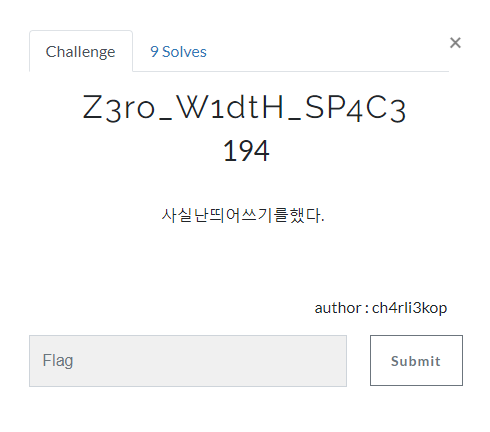 Challenge
9 Solves
×
Z3ro_W1dtH_SP4C3
194
사실난띄어쓰기를했다.
author : ch4rli3kop
Flag
Submit